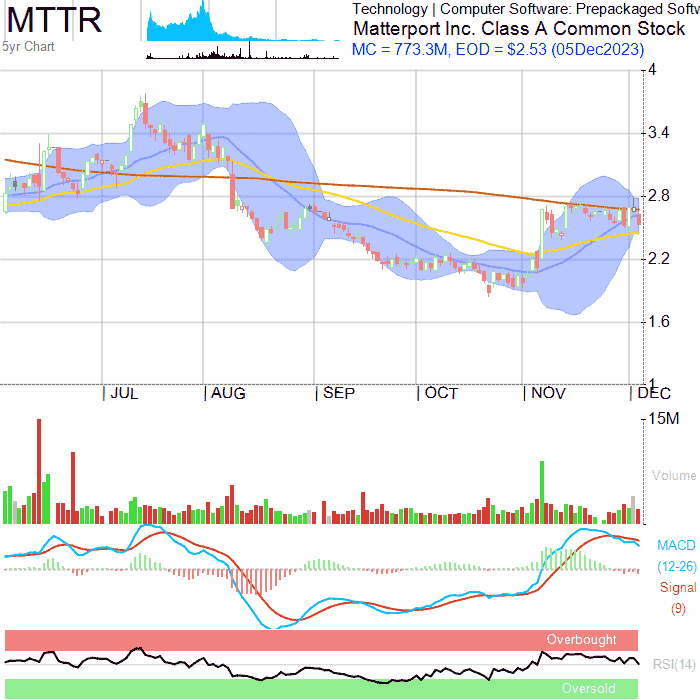 MTTR
5yr Chart
Technology | Computer Software: Prepackaged Softw
Matterport Inc. Class A Common Stock
MC = 773.3M, EOD = $2.53 (05Dec2023)
4
3.4
2.8
2.2
1.6
1
JUL AUG SEP OCT NOV DEC
15M
Volume
MACD
(12-26)
Signal
(9)
Overbought
RSI(14)
Oversold